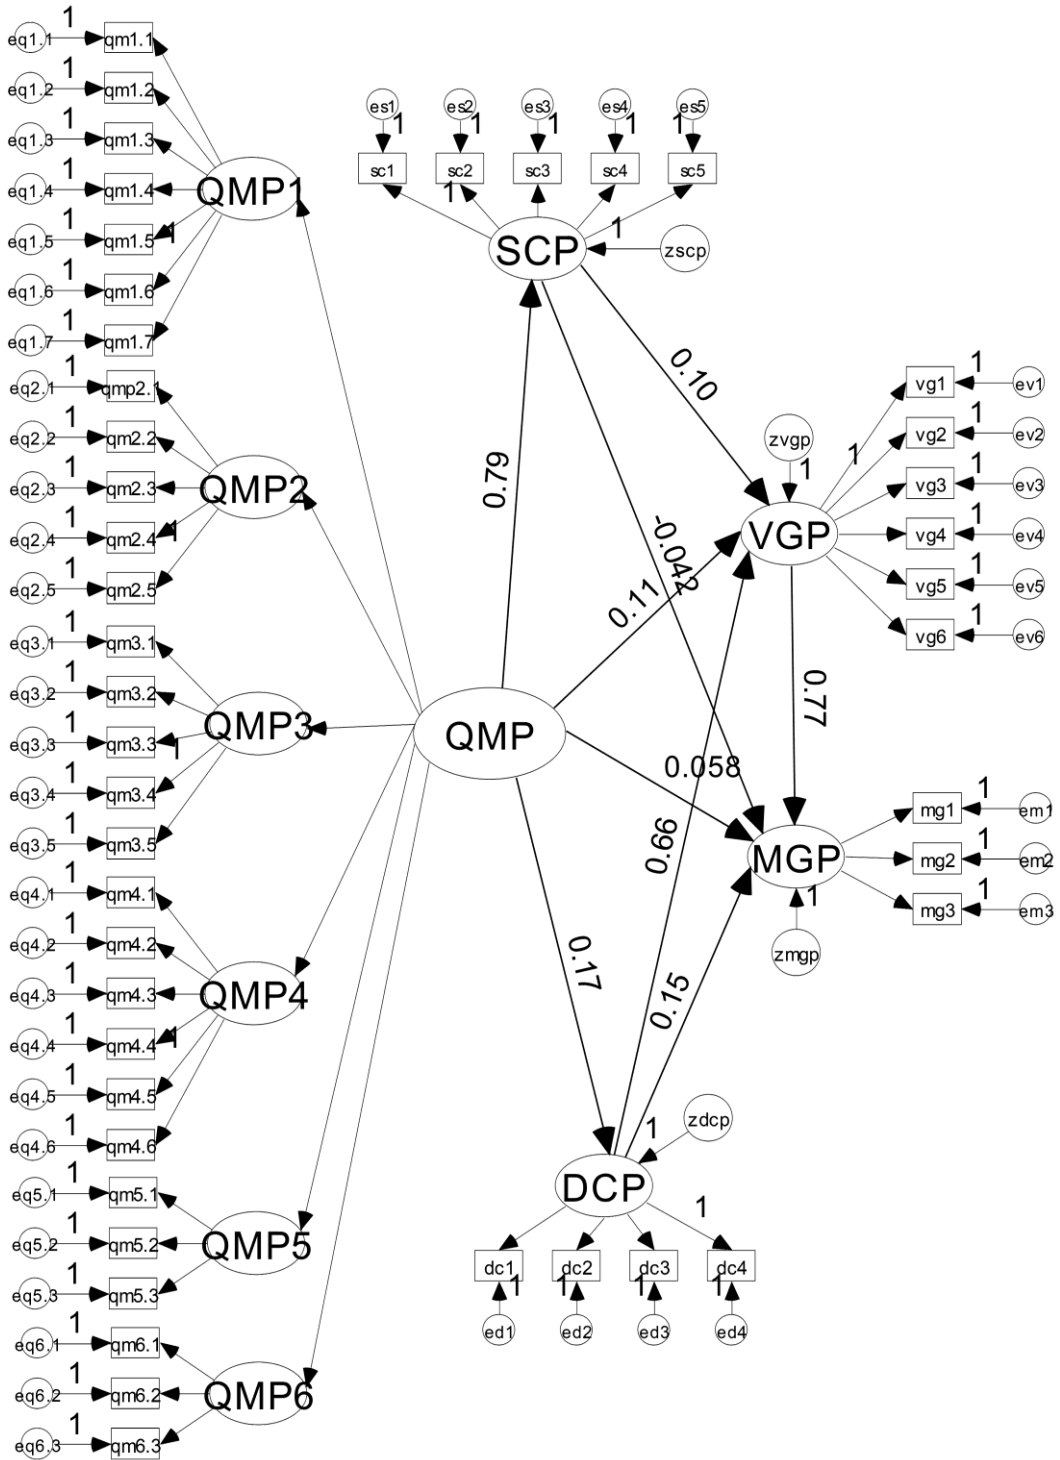 eq1.1 1 qm1.1
eq1.2 1 qm1.2
eq1.3 1 qm1.3
eq1.4 1 qm1.4
eq1.5 1 qm1.5 1
eq1.6 1 qm1.6
eq1.7 1 qm1.7
QMP1
eq2.1 1 qmp2.1
eq2.2 1 qm2.2
eq2.3 1 qm2.3
eq2.4 1 qm2.4 1
eq2.5 1 qm2.5
QMP2
eq3.1 1 qm3.1
eq3.2 1 qm3.2
eq3.3 1 qm3.3 1
eq3.4 1 qm3.4
eq3.5 1 qm3.5
QMP3
eq4.1 1 qm4.1
eq4.2 1 qm4.2
eq4.3 1 qm4.3
eq4.4 1 qm4.4 1
eq4.5 1 qm4.5
eq4.6 1 qm4.6
QMP4
eq5.1 1 qm5.1
eq5.2 1 qm5.2
eq5.3 1 qm5.3
QMP5
eq6.1 1 qm6.1
eq6.2 1 qm6.2
eq6.3 1 qm6.3
QMP6
es1 es2 es3 es4 es5
1 1 1 1 1
sc1 sc2 sc3 sc4 sc5
1
SCP
1
zscp
0.79
0.10
-0.042
0.11
QMP
0.058
0.66
0.17
0.15
0.77
zvgp
1
VGP
1
vg1 1 ev1
vg2 1 ev2
vg3 1 ev3
vg4 1 ev4
vg5 1 ev5
vg6 1 ev6
MGP
1
zmgp
mg1 1 em1
mg2 1 em2
mg3 1 em3
zdcp
1
DCP
1
dc1 dc2 dc3 dc4
1 1 1 1
ed1 ed2 ed3 ed4